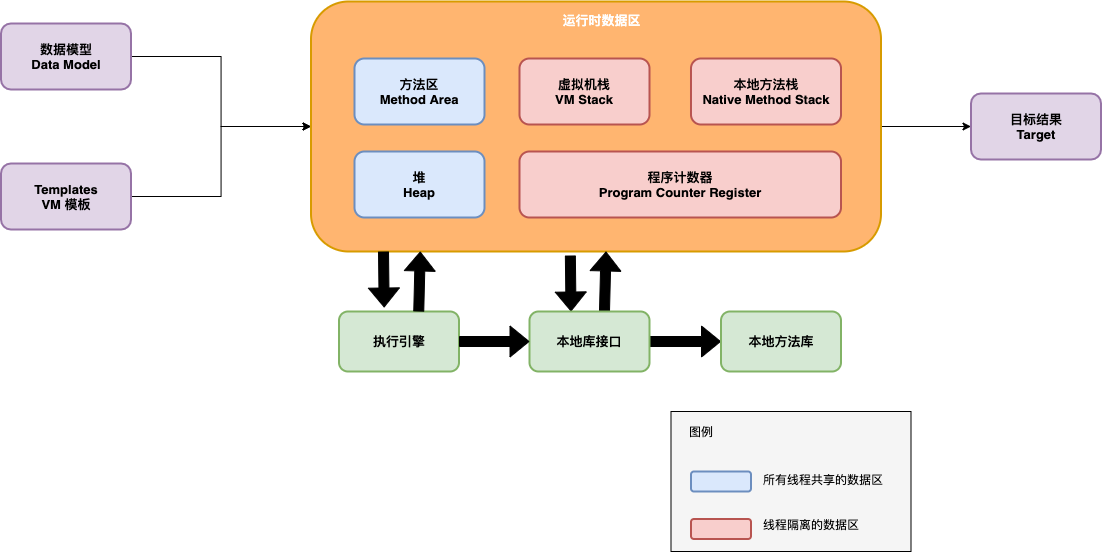 运行时数据区
数据模型
Data Model
Templates
VM 模板
方法区
Method Area
虚拟机栈
VM Stack
本地方法栈
Native Method Stack
堆
Heap
程序计数器
Program Counter Register
目标结果
Target
执行引擎
本地库接口
本地方法库
图例
所有线程共享的数据区
线程隔离的数据区